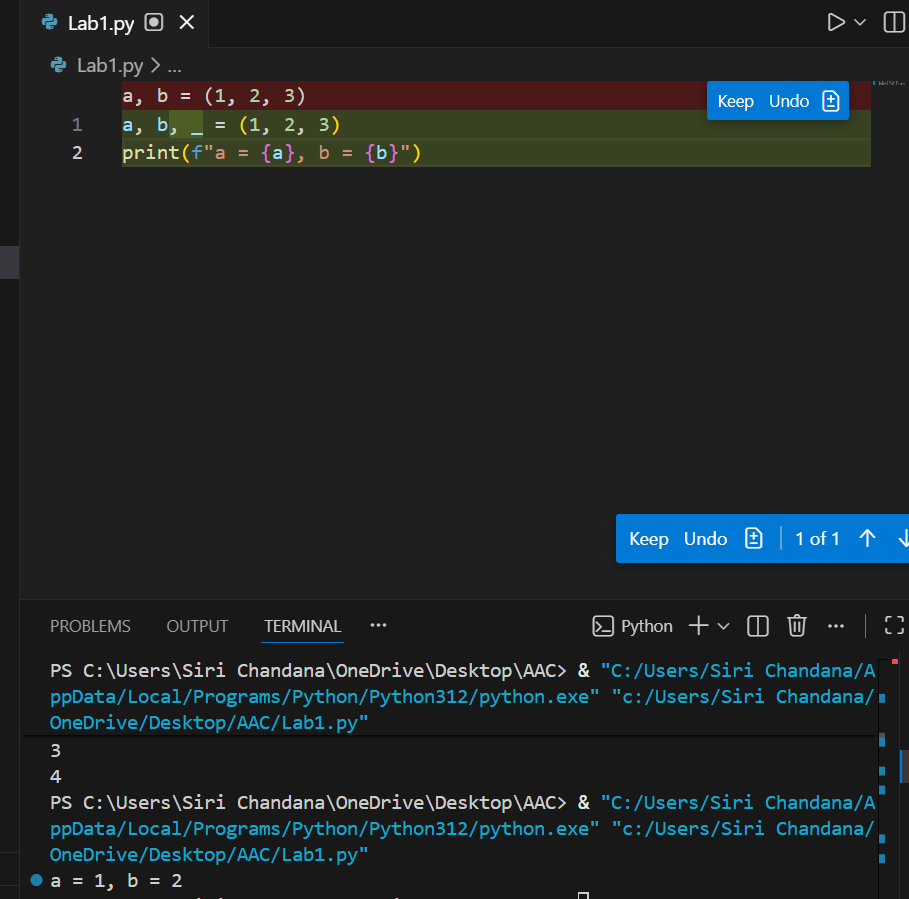 Lab1.py
Lab1.py > ...
a, b = (1, 2, 3)
Keep Undo
1 a, b, _ = (1, 2, 3)
2 print(f"a = {a}, b = {b}")
Keep Undo 1 of 1
PROBLEMS OUTPUT TERMINAL ... Python
PS C:\Users\Siri Chandana\OneDrive\Desktop\AAC> & "C:/Users/Siri Chandana/A
ppData/Local/Programs/Python/Python312/python.exe" "c:/Users/Siri Chandana/
OneDrive/Desktop/AAC/Lab1.py"
3
4
PS C:\Users\Siri Chandana\OneDrive\Desktop\AAC> & "C:/Users/Siri Chandana/A
ppData/Local/Programs/Python/Python312/python.exe" "c:/Users/Siri Chandana/
OneDrive/Desktop/AAC/Lab1.py"
a = 1, b = 2